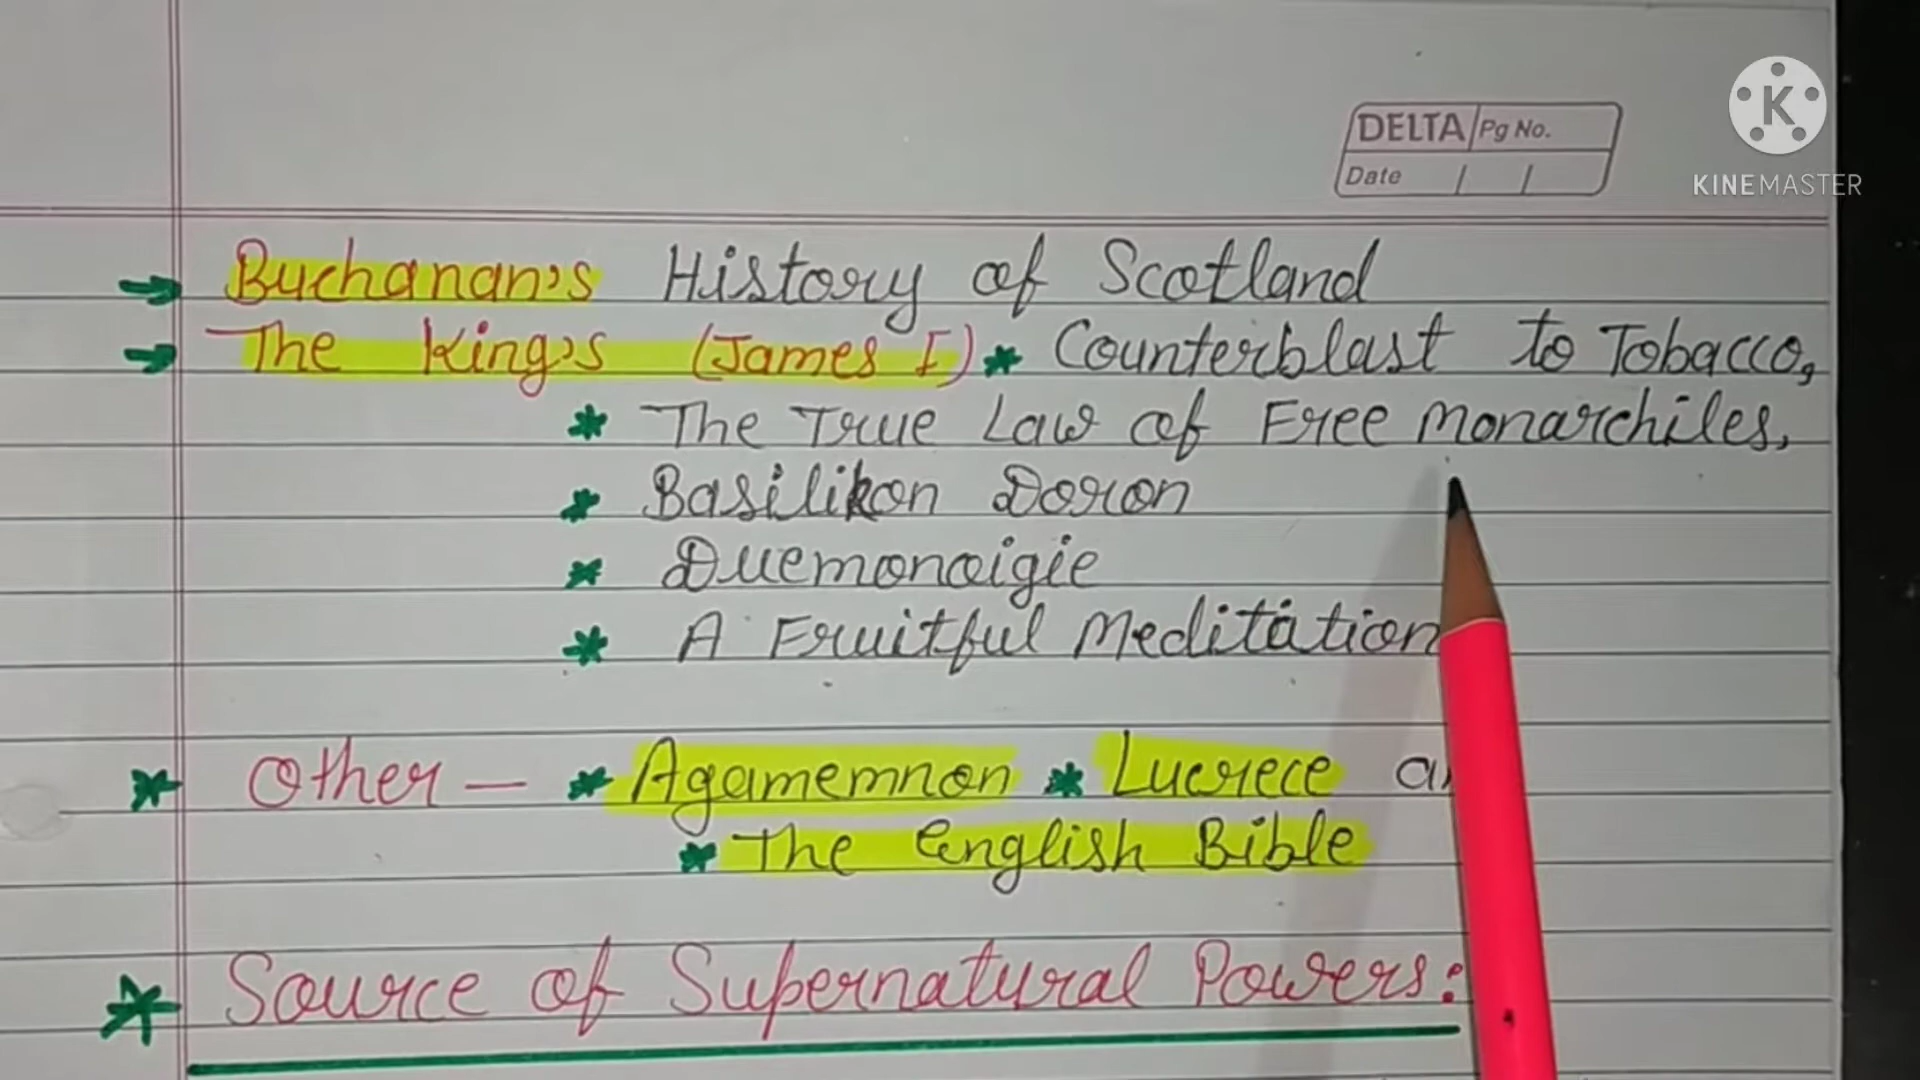 DELTA Pg No.
Date / /
K
KINEMASTER
→ Buchanan's History of Scotland
→ The King's (James I) * Counterblast to Tobacco,
* The True Law of Free Monarchiles,
* Basilikon Doron
* Duemonoigie
* A Fruitful Meditation
* Other — * Agamemnon * Lucrece
* The English Bible
* Source of Supernatural Powers: